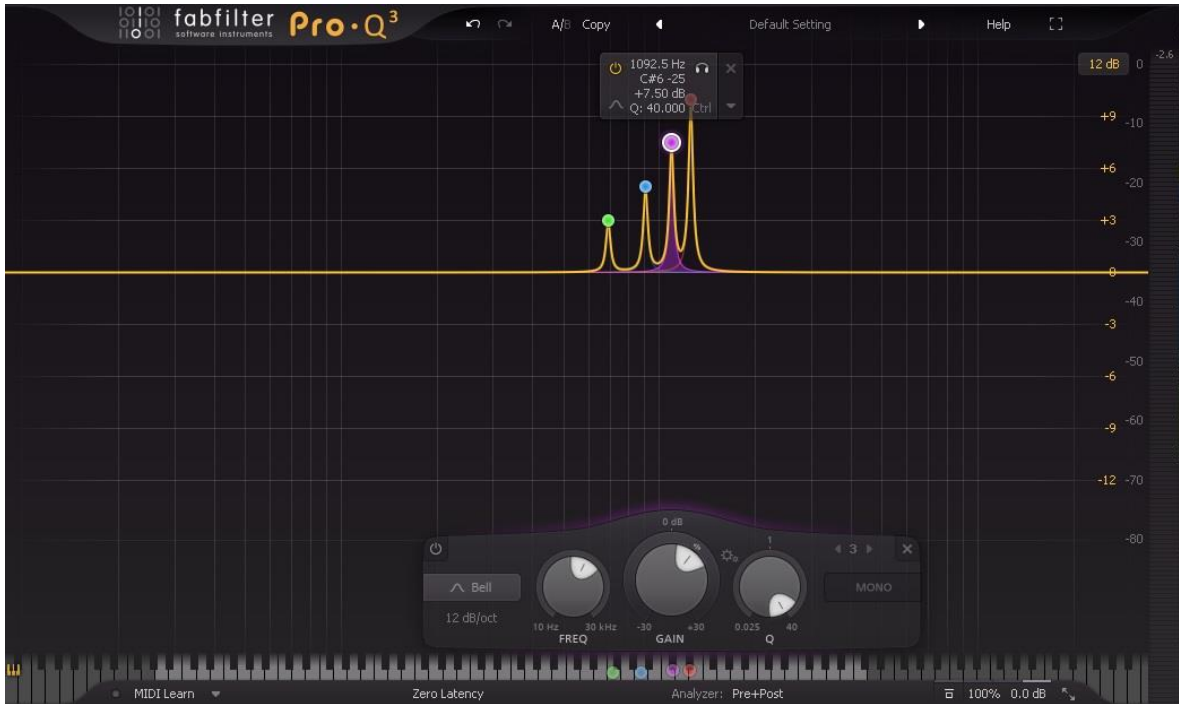 fabfilter
software instruments
Pro·Q³
A/B Copy
Default Setting
Help
1092.5 Hz
C#6 -25
+7.50 dB
Q: 40.000 Ctrl
12 dB 0 -2.6
+9 -10
+6 -20
+3 -30
0 -40
-3
-6 -50
-9 -60
-12 -70
-80
0 dB
1
3
Bell
12 dB/oct
MONO
10 Hz 30 kHz
FREQ
-30 +30
GAIN
0.025 40
Q
MIDI Learn
Zero Latency
Analyzer: Pre+Post
100% 0.0 dB